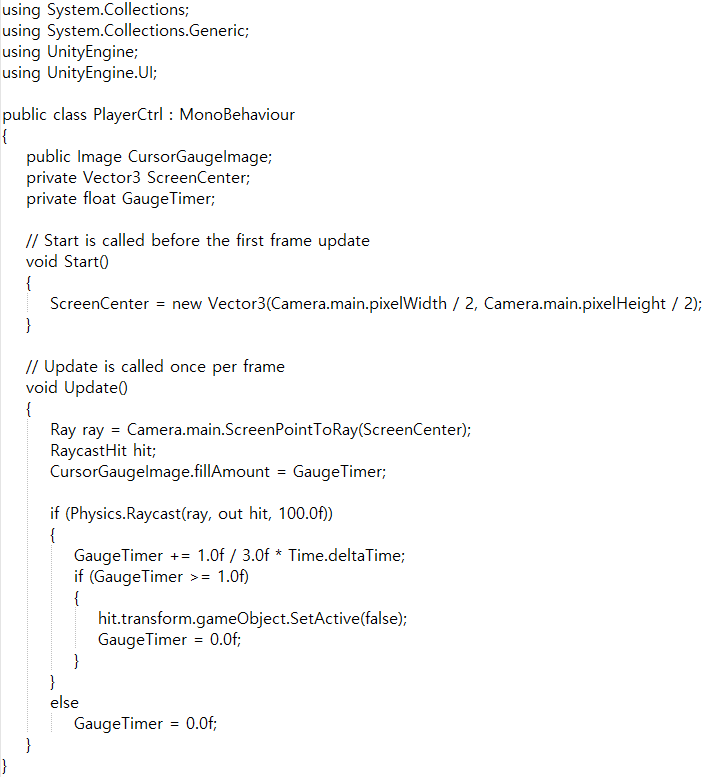 using System.Collections;
using System.Collections.Generic;
using UnityEngine;
using UnityEngine.UI;
public class PlayerCtrl : MonoBehaviour
{
public Image CursorGaugeImage;
private Vector3 ScreenCenter;
private float GaugeTimer;
// Start is called before the first frame update
void Start()
{
ScreenCenter = new Vector3(Camera.main.pixelWidth / 2, Camera.main.pixelHeight / 2);
}
// Update is called once per frame
void Update()
{
Ray ray = Camera.main.ScreenPointToRay(ScreenCenter);
RaycastHit hit;
CursorGaugeImage.fillAmount = GaugeTimer;
if (Physics.Raycast(ray, out hit, 100.0f))
{
GaugeTimer += 1.0f / 3.0f * Time.deltaTime;
if (GaugeTimer >= 1.0f)
{
hit.transform.gameObject.SetActive(false);
GaugeTimer = 0.0f;
}
}
else
GaugeTimer = 0.0f;
}
}